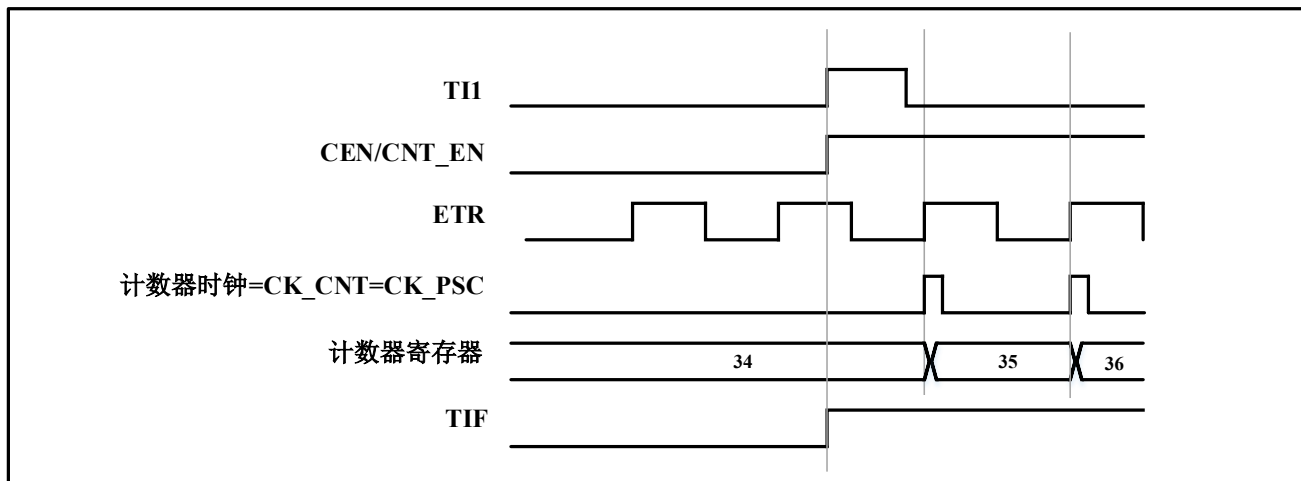 TI1
CEN/CNT_EN
ETR
计数器时钟=CK_CNT=CK_PSC
计数器寄存器
34 35 36
TIF